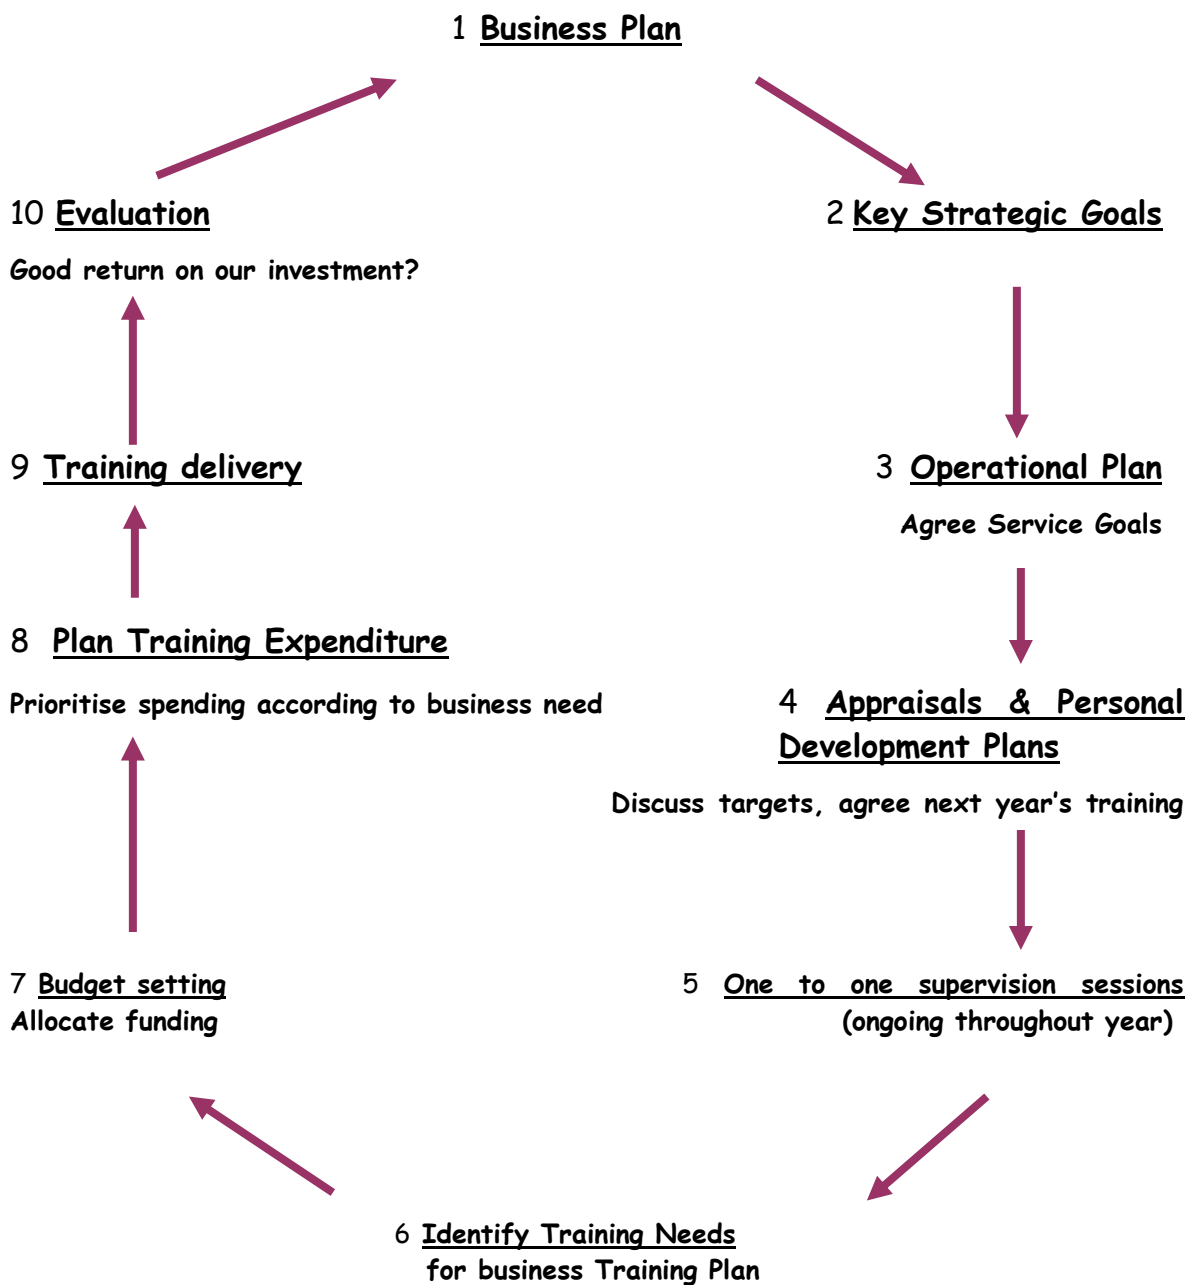 1 Business Plan
10 Evaluation
Good return on our investment?
2 Key Strategic Goals
9 Training delivery
3 Operational Plan
Agree Service Goals
8 Plan Training Expenditure
Prioritise spending according to business need
4 Appraisals & Personal
Development Plans
Discuss targets, agree next year’s training
7 Budget setting
Allocate funding
5 One to one supervision sessions
(ongoing throughout year)
6 Identify Training Needs
for business Training Plan